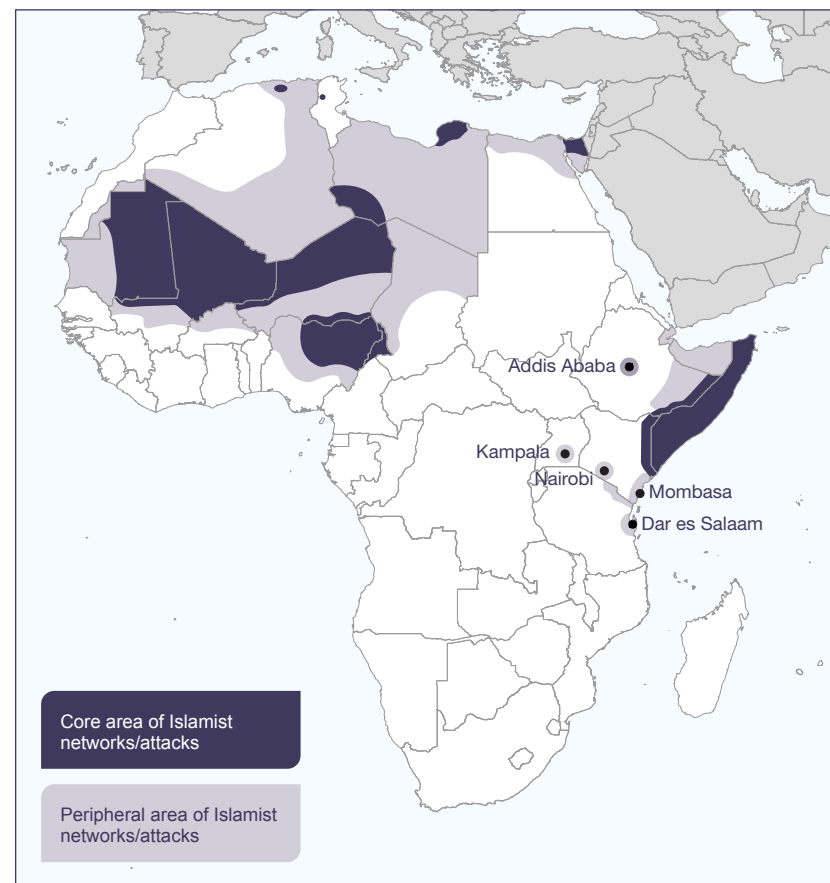 Addis Ababa
Kampala
Nairobi
Mombasa
Dar es Salaam
Core area of Islamist
networks/attacks
Peripheral area of Islamist
networks/attacks